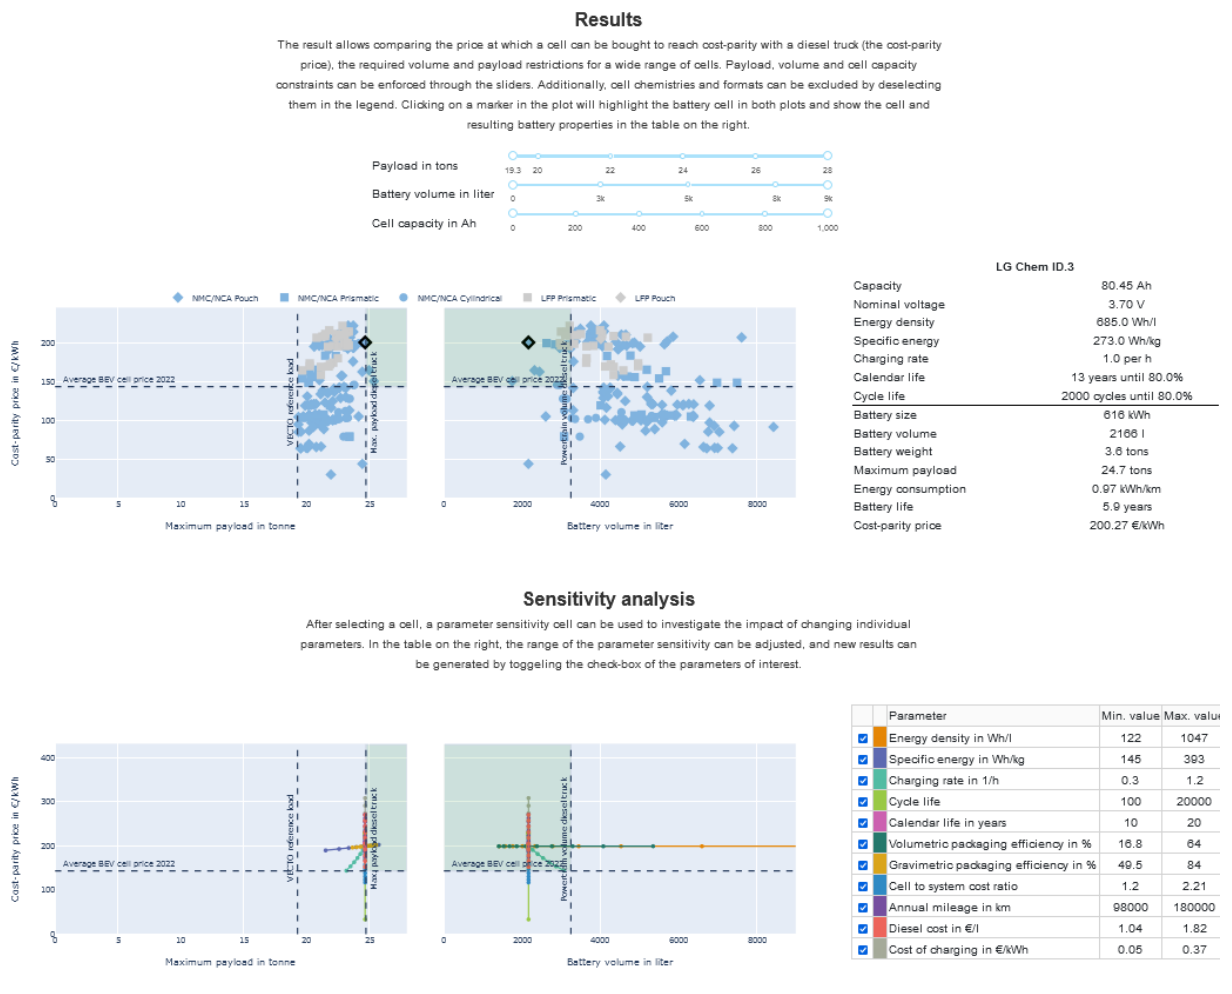 Results
The result allows comparing the price at which a cell can be bought to reach cost-parity with a diesel truck (the cost-parity
price), the required volume and payload restrictions for a wide range of cells. Payload, volume and cell capacity
constraints can be enforced through the sliders. Additionally, cell chemistries and formats can be excluded by deselecting
them in the legend. Clicking on a marker in the plot will highlight the battery cell in both plots and show the cell and
resulting battery properties in the table on the right.
Payload in tons
19.3 20 22 24 26 28
Battery volume in liter
0 3k 5k 8k 9k
Cell capacity in Ah
0 200 400 600 800 1,000
NMC/NCA Pouch NMC/NCA Prismatic NMC/NCA Cylindrical LFP Prismatic LFP Pouch
Cost-parity price in €/kWh
200
150
100
50
0
Average BEV cell price 2022
VECTO reference load
Max. payload diesel truck
0 5 10 15 20 25
Maximum payload in tonne
Average BEV cell price 2022
Powertrain volume diesel truck
0 2000 4000 6000 8000
Battery volume in liter
LG Chem ID.3
Capacity 80.45 Ah
Nominal voltage 3.70 V
Energy density 685.0 Wh/l
Specific energy 273.0 Wh/kg
Charging rate 1.0 per h
Calendar life 13 years until 80.0%
Cycle life 2000 cycles until 80.0%
Battery size 616 kWh
Battery volume 2166 l
Battery weight 3.6 tons
Maximum payload 24.7 tons
Energy consumption 0.97 kWh/km
Battery life 5.9 years
Cost-parity price 200.27 €/kWh
Sensitivity analysis
After selecting a cell, a parameter sensitivity cell can be used to investigate the impact of changing individual
parameters. In the table on the right, the range of the parameter sensitivity can be adjusted, and new results can
be generated by toggeling the check-box of the parameters of interest.
Cost-parity price in €/kWh
400
300
200
100
0
Average BEV cell price 2022
VECTO reference load
Max. payload diesel truck
0 5 10 15 20 25
Maximum payload in tonne
Average BEV cell price 2022
Powertrain volume diesel truck
0 2000 4000 6000 8000
Battery volume in liter
Parameter Min. value Max. value
Energy density in Wh/l 122 1047
Specific energy in Wh/kg 145 393
Charging rate in 1/h 0.3 1.2
Cycle life 100 20000
Calendar life in years 10 20
Volumetric packaging efficiency in % 16.8 64
Gravimetric packaging efficiency in % 49.5 84
Cell to system cost ratio 1.2 2.21
Annual mileage in km 98000 180000
Diesel cost in €/l 1.04 1.82
Cost of charging in €/kWh 0.05 0.37